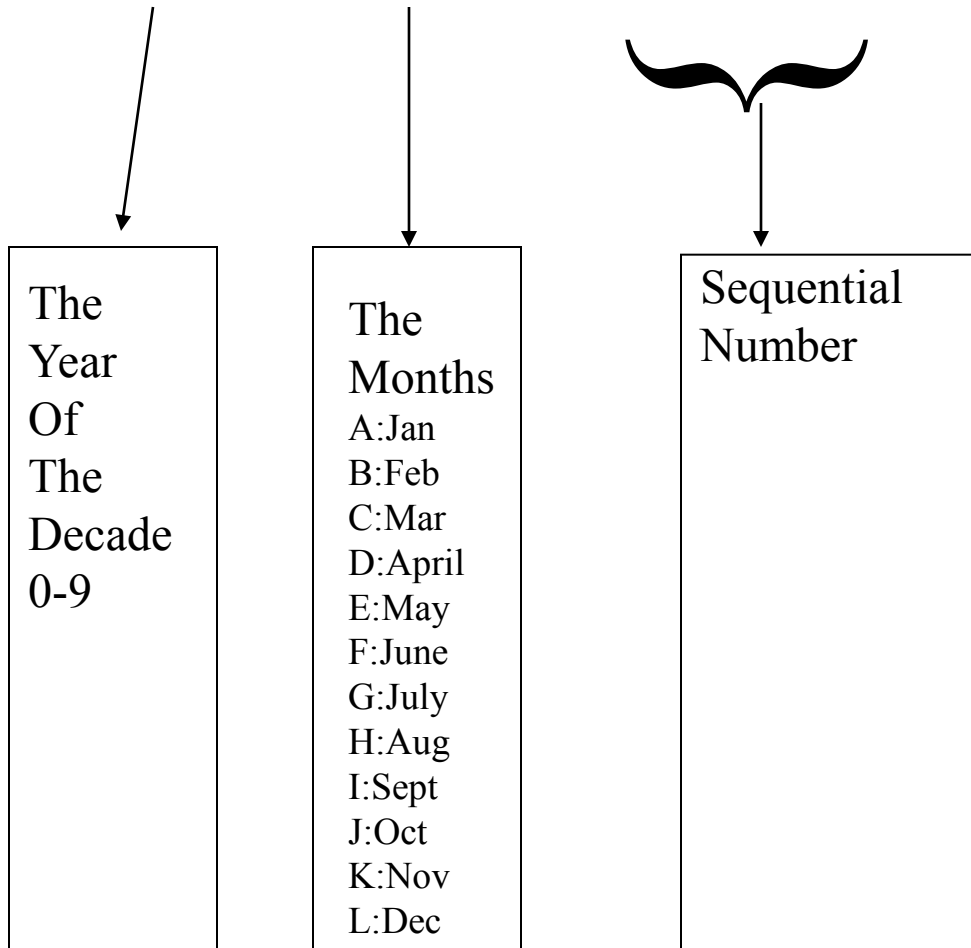 The
Year
Of
The
Decade
0-9
The
Months
A:Jan
B:Feb
C:Mar
D:April
E:May
F:June
G:July
H:Aug
I:Sept
J:Oct
K:Nov
L:Dec
Sequential
Number